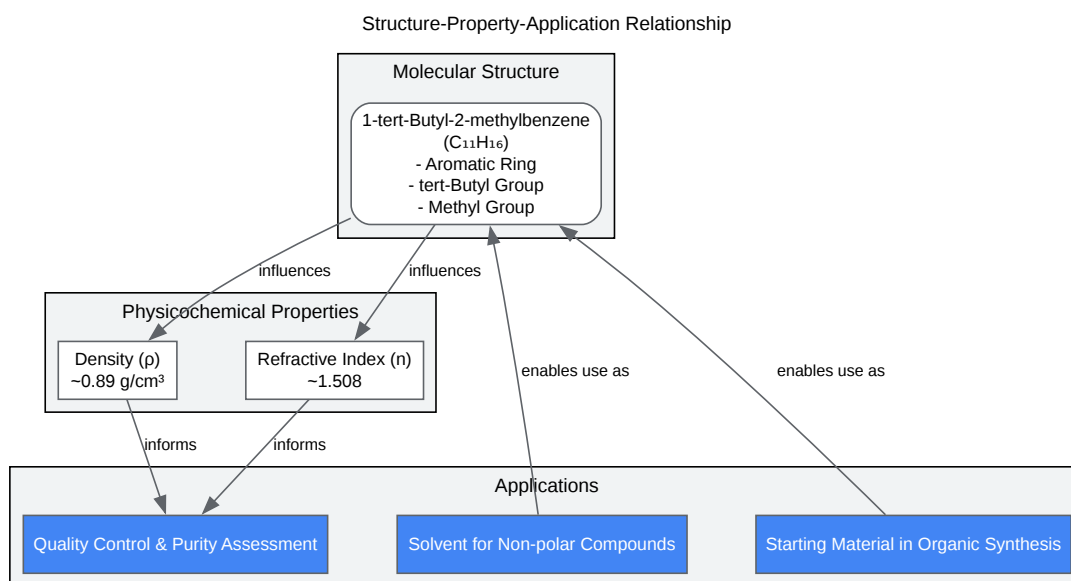 Structure-Property-Application Relationship
Molecular Structure
1-tert-Butyl-2-methylbenzene
(C₁₁H₁₆)
- Aromatic Ring
- tert-Butyl Group
- Methyl Group
influences
influences
Physicochemical Properties
Density (ρ)
~0.89 g/cm³
Refractive Index (n)
~1.508
enables use as
enables use as
informs
informs
Applications
Quality Control & Purity Assessment
Solvent for Non-polar Compounds
Starting Material in Organic Synthesis